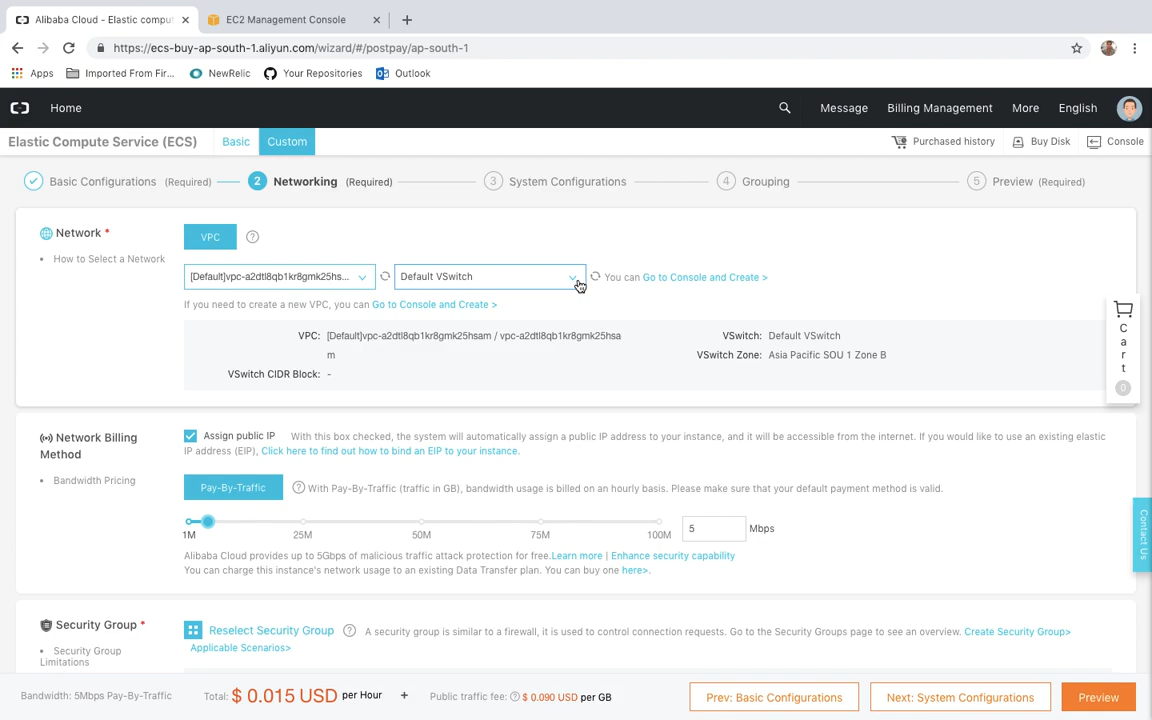 Alibaba Cloud - Elastic comput
EC2 Management Console
https://ecs-buy-ap-south-1.aliyun.com/wizard/#/postpay/ap-south-1
Apps Imported From Fir... NewRelic Your Repositories Outlook
Home Message Billing Management More English
Elastic Compute Service (ECS) Basic Custom Purchased history Buy Disk Console
Basic Configurations (Required) 2 Networking (Required) 3 System Configurations 4 Grouping 5 Preview (Required)
Network *
• How to Select a Network
VPC ?
[Default]vpc-a2dtl8qb1kr8gmk25hs... Default VSwitch You can Go to Console and Create >
If you need to create a new VPC, you can Go to Console and Create >
VPC: [Default]vpc-a2dtl8qb1kr8gmk25hsam / vpc-a2dtl8qb1kr8gmk25hsa
m
VSwitch: Default VSwitch
VSwitch Zone: Asia Pacific SOU 1 Zone B
VSwitch CIDR Block: -
Cart
0
Network Billing
Method
• Bandwidth Pricing
Assign public IP With this box checked, the system will automatically assign a public IP address to your instance, and it will be accessible from the internet. If you would like to use an existing elastic
IP address (EIP), Click here to find out how to bind an EIP to your instance.
Pay-By-Traffic ? With Pay-By-Traffic (traffic in GB), bandwidth usage is billed on an hourly basis. Please make sure that your default payment method is valid.
1M 25M 50M 75M 100M 5 Mbps
Alibaba Cloud provides up to 5Gbps of malicious traffic attack protection for free.Learn more | Enhance security capability
You can charge this instance's network usage to an existing Data Transfer plan. You can buy one here>.
Contact Us
Security Group *
• Security Group
Limitations
Reselect Security Group ? A security group is similar to a firewall, it is used to control connection requests. Go to the Security Groups page to see an overview. Create Security Group>
Applicable Scenarios>
Bandwidth: 5Mbps Pay-By-Traffic Total: $ 0.015 USD per Hour + Public traffic fee: ? $ 0.090 USD per GB Prev: Basic Configurations Next: System Configurations Preview